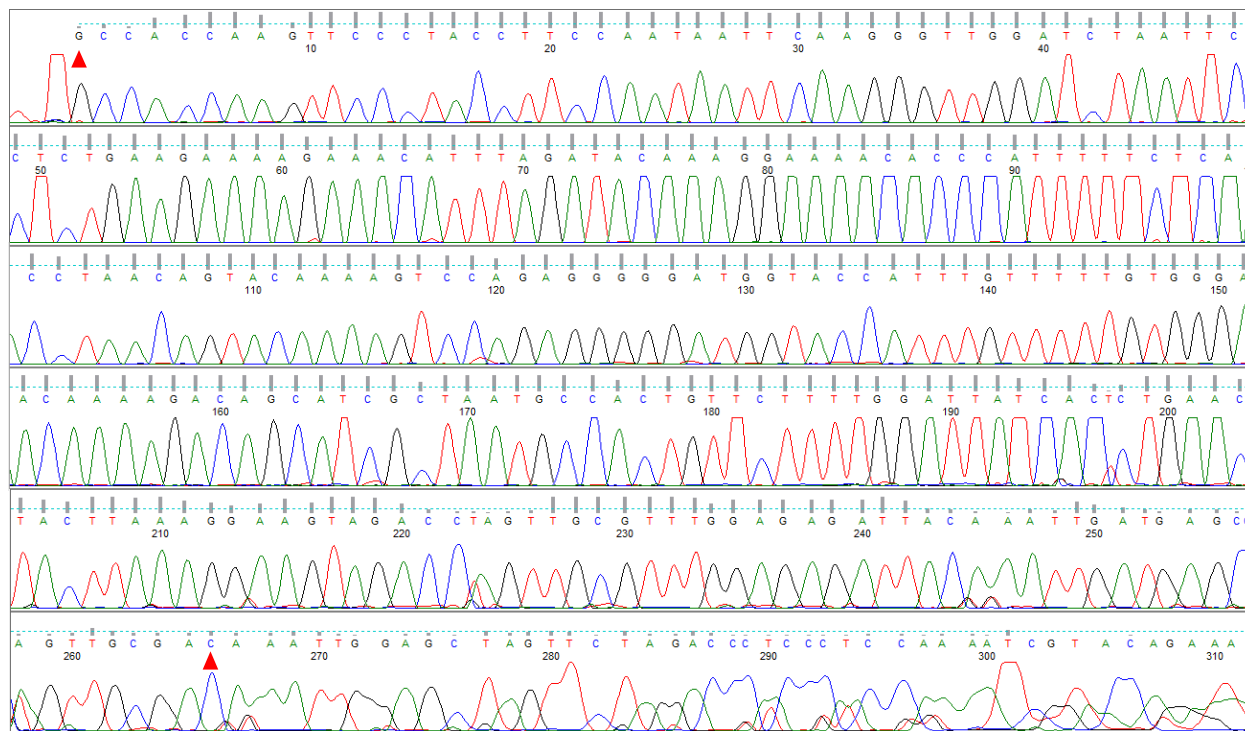 G C C A C C A A G T T C C C T A C C T T C C A A T A A T T C A A G G G T T G G A T C T A A T T C
10 20 30 40
C T C T G A A G A A A A G A A A C A T T T A G A T A C A A A G G A A A A C A C C C A T T T T T C T C A
50 60 70 80 90
C C T A A C A G T A C A A A A G T C C A G A G G G G G A T G G T A C C A T T T G T T T T G T G G G A
110 120 130 140 150
A C A A A A G A C A G C A T C G C T A A T G C C A C T G T T C T T T T G G A T T A T C A C T C T G A A C
160 170 180 190 200
T A C T T A A A G G A A G T A G A C C T A G T T G C G T T T G G A G A G A T T A C A A A T T G A T G A G C
210 220 230 240 250
A G T T G C G A C A A A T T G G A G C T A G T T C T A G A C C C T C C C T C C A A A A T C G T A C A G A A A
260 270 280 290 300 310